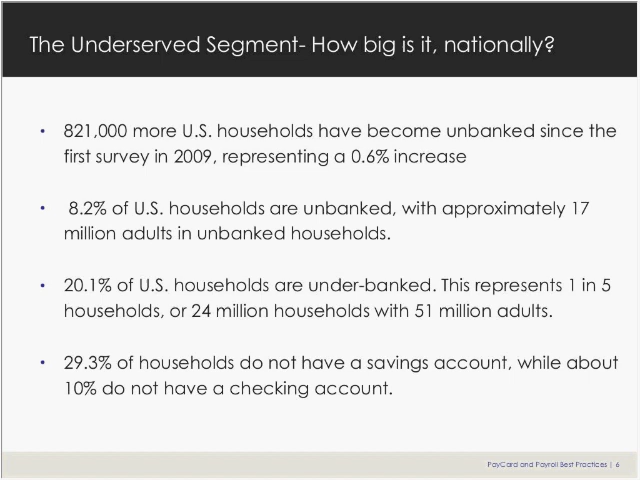 The Underserved Segment- How big is it, nationally?
• 821,000 more U.S. households have become unbanked since the
first survey in 2009, representing a 0.6% increase
• 8.2% of U.S. households are unbanked, with approximately 17
million adults in unbanked households.
• 20.1% of U.S. households are under-banked. This represents 1 in 5
households, or 24 million households with 51 million adults.
• 29.3% of households do not have a savings account, while about
10% do not have a checking account.
PayCard and Payroll Best Practices | 6